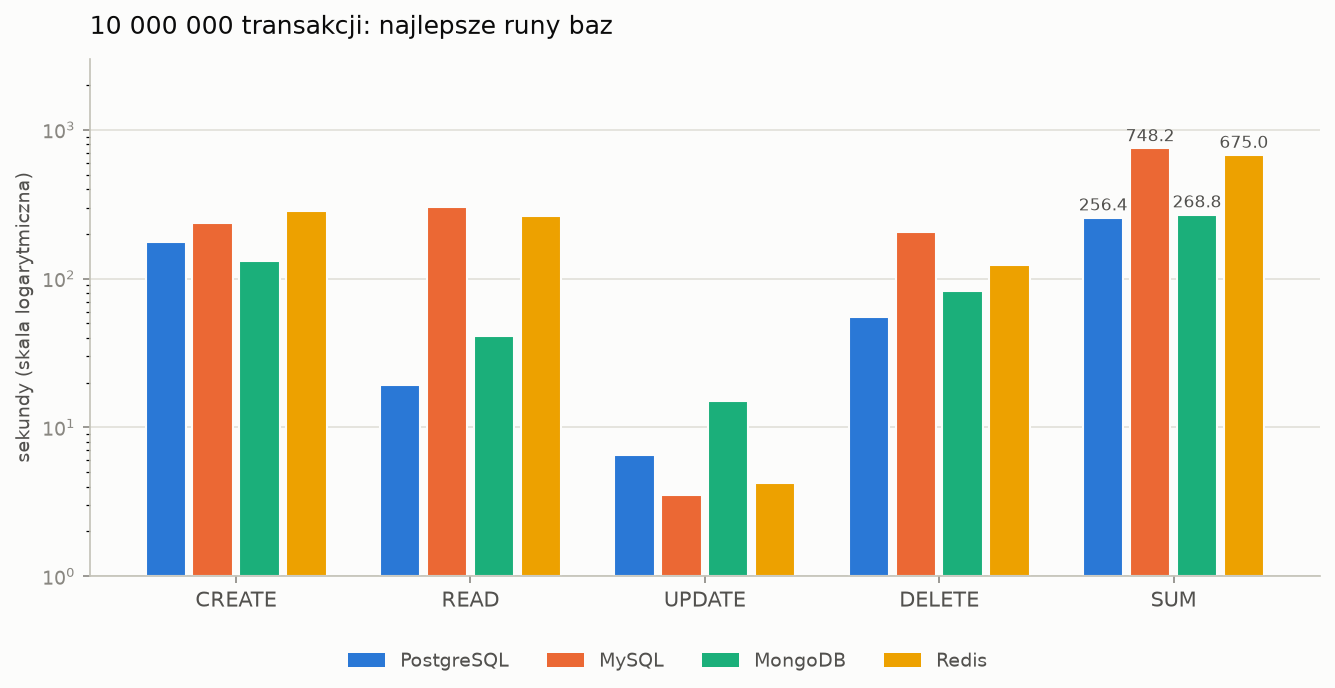 10 000 000 transakcji: najlepsze runy baz
sekundy (skala logarytmiczna)
10³
10²
10¹
10⁰
256.4
748.2
268.8
675.0
CREATE
READ
UPDATE
DELETE
SUM
PostgreSQL
MySQL
MongoDB
Redis